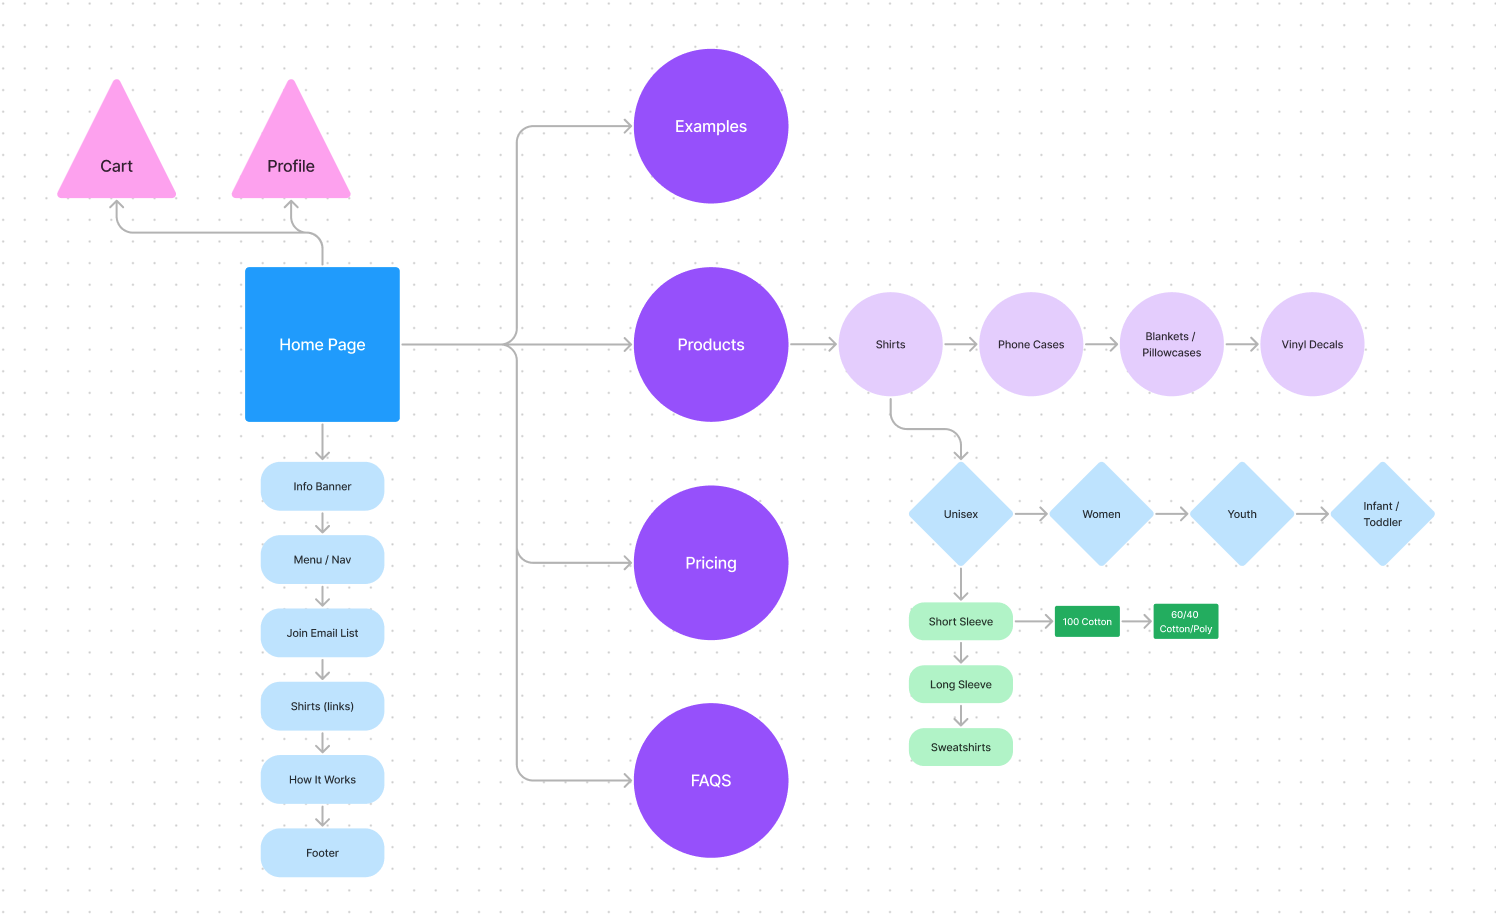 Cart
Profile
Home Page
Info Banner
Menu / Nav
Join Email List
Shirts (links)
How It Works
Footer
Examples
Products
Pricing
FAQS
Shirts
Phone Cases
Blankets /
Pillowcases
Vinyl Decals
Unisex
Women
Youth
Infant /
Toddler
Short Sleeve
100 Cotton
60/40
Cotton/Poly
Long Sleeve
Sweatshirts